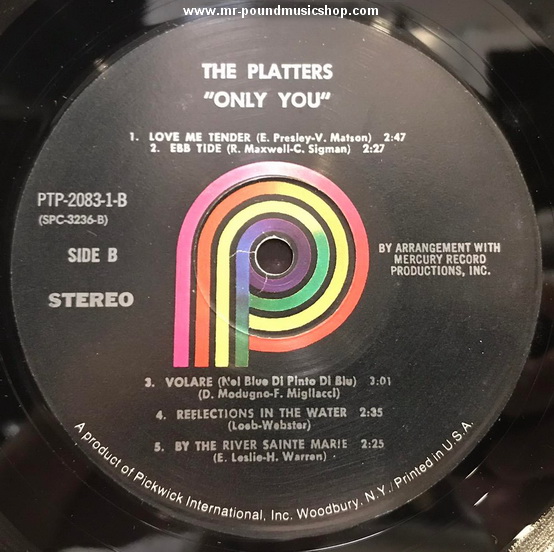 www.mr-poundmusicshop.com
THE PLATTERS
"ONLY YOU"
1. LOVE ME TENDER (E. Presley-V. Matson) 2:47
2. EBB TIDE (R. Maxwell-C. Sigman) 2:27
PTP-2083-1-B
(SPC-3236-B)
SIDE B
STEREO
BY ARRANGEMENT WITH
MERCURY RECORD
PRODUCTIONS, INC.
3. VOLARE (Nel Blue Di Pinto Di Blu) 3:01
(D. Modugno-F. Migliacci)
4. REFLECTIONS IN THE WATER 2:35
(Loeb-Webster)
5. BY THE RIVER SAINTE MARIE 2:25
(E. Leslie-H. Warren)
A product of Pickwick International, Inc. Woodbury, N.Y./Printed in U.S.A.